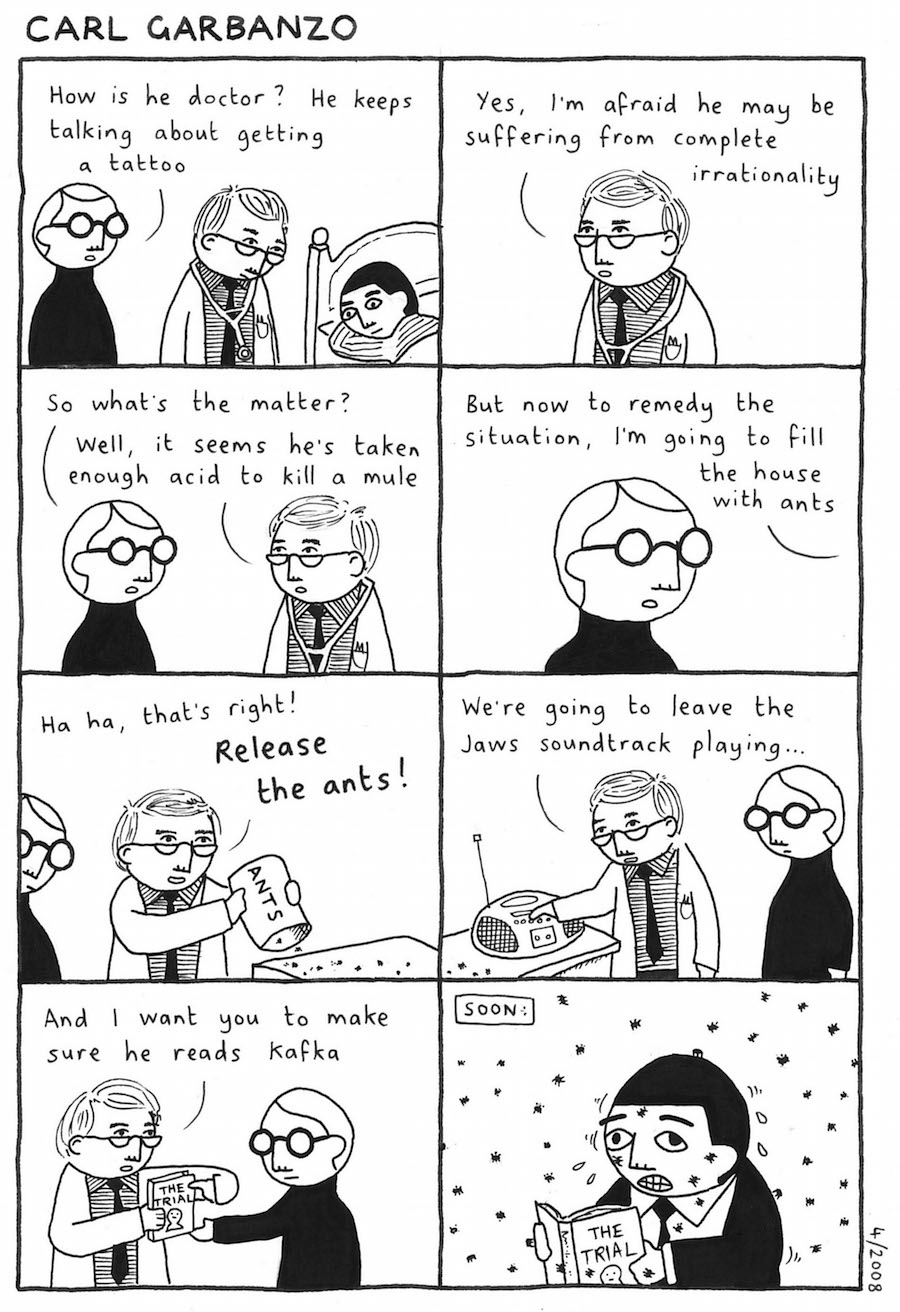 CARL GARBANZO
How is he doctor? He keeps
talking about getting
a tattoo
Yes, I'm afraid he may be
suffering from complete
irrationality
So what's the matter?
Well, it seems he's taken
enough acid to kill a mule
But now to remedy the
situation, I'm going to fill
the house
with ants
Ha ha, that's right!
Release
the ants!
ANTS
We're going to leave the
Jaws soundtrack playing...
And I want you to make
sure he reads Kafka
THE
TRIAL
SOON:
THE
TRIAL
4/2008